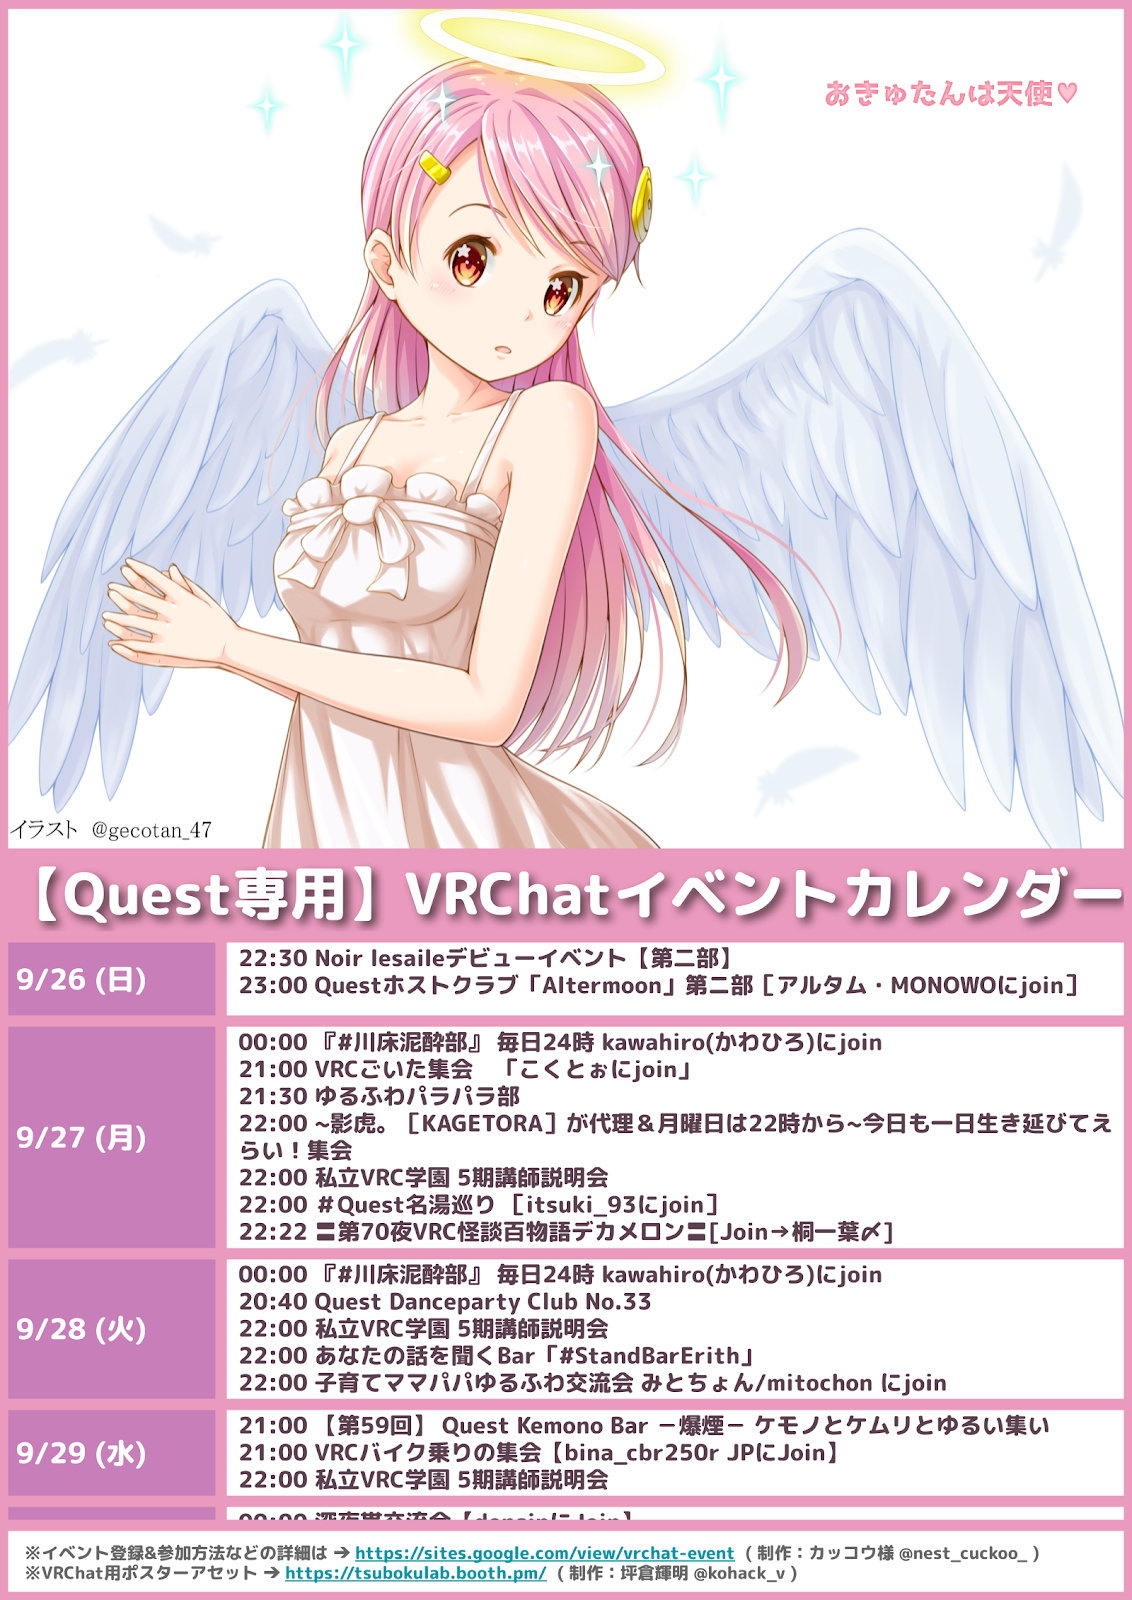 おきゅたんは天使♥
イラスト @gecotan_47
【Quest専用】VRChatイベントカレンダー
9/26 (日)
22:30 Noir lesaileデビューイベント【第二部】
23:00 Questホストクラブ「Altermoon」第二部［アルタム・MONOWOにjoin］
9/27 (月)
00:00 『#川床泥酔部』 毎日24時 kawahiro(かわひろ)にjoin
21:00 VRCごいた集会　「こくとぉにjoin」
21:30 ゆるふわパラパラ部
22:00 ~影虎。［KAGETORA］が代理＆月曜日は22時から~今日も一日生き延びてえ
らい！集会
22:00 私立VRC学園 5期講師説明会
22:00 ＃Quest名湯巡り ［itsuki_93にjoin］
22:22 〓第70夜VRC怪談百物語デカメロン〓[Join→桐一葉〆]
9/28 (火)
00:00 『#川床泥酔部』 毎日24時 kawahiro(かわひろ)にjoin
20:40 Quest Danceparty Club No.33
22:00 私立VRC学園 5期講師説明会
22:00 あなたの話を聞くBar「#StandBarErith」
22:00 子育てママパパゆるふわ交流会 みとちょん/mitochon にjoin
9/29 (水)
21:00 【第59回】 Quest Kemono Bar －爆煙－ ケモノとケムリとゆるい集い
21:00 VRCバイク乗りの集会【bina_cbr250r JPにJoin】
22:00 私立VRC学園 5期講師説明会
00:00 深夜帯交流会
※イベント登録&参加方法などの詳細は → https://sites.google.com/view/vrchat-event ( 制作：カッコウ様 @nest_cuckoo_ )
※VRChat用ポスターアセット → https://tsubokulab.booth.pm/ ( 制作：坪倉輝明 @kohack_v )